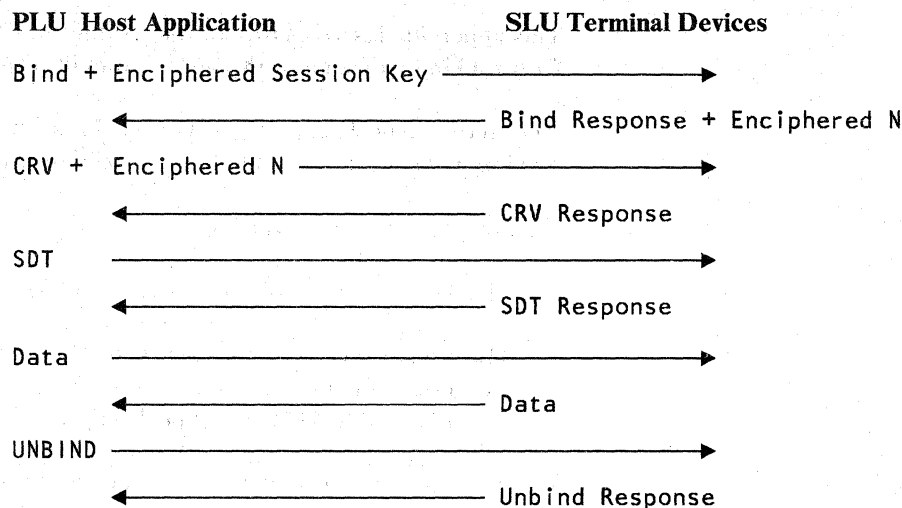 PLU Host Application SLU Terminal Devices
Bind + Enciphered Session Key
Bind Response + Enciphered N
CRV + Enciphered N
CRV Response
SDT
SDT Response
Data
Data
UNBIND
Unbind Response